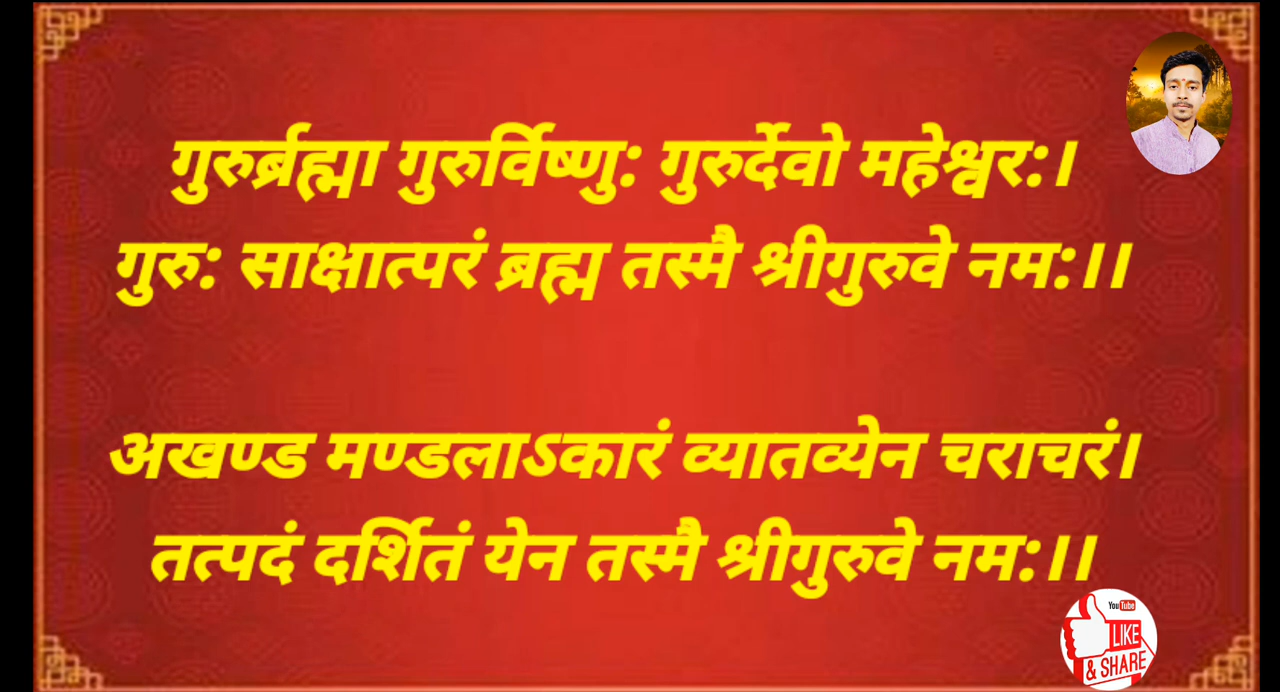 गुरुर्ब्रह्मा गुरुर्विष्णु: गुरुर्देवो महेश्वर:।
गुरु: साक्षात्परं ब्रह्म तस्मै श्रीगुरुवे नम:।।
अखण्ड मण्डलाऽकारं व्यातव्येन चराचरं।
तत्पदं दर्शितं येन तस्मै श्रीगुरुवे नम:।।
YouTube
LIKE
& SHARE